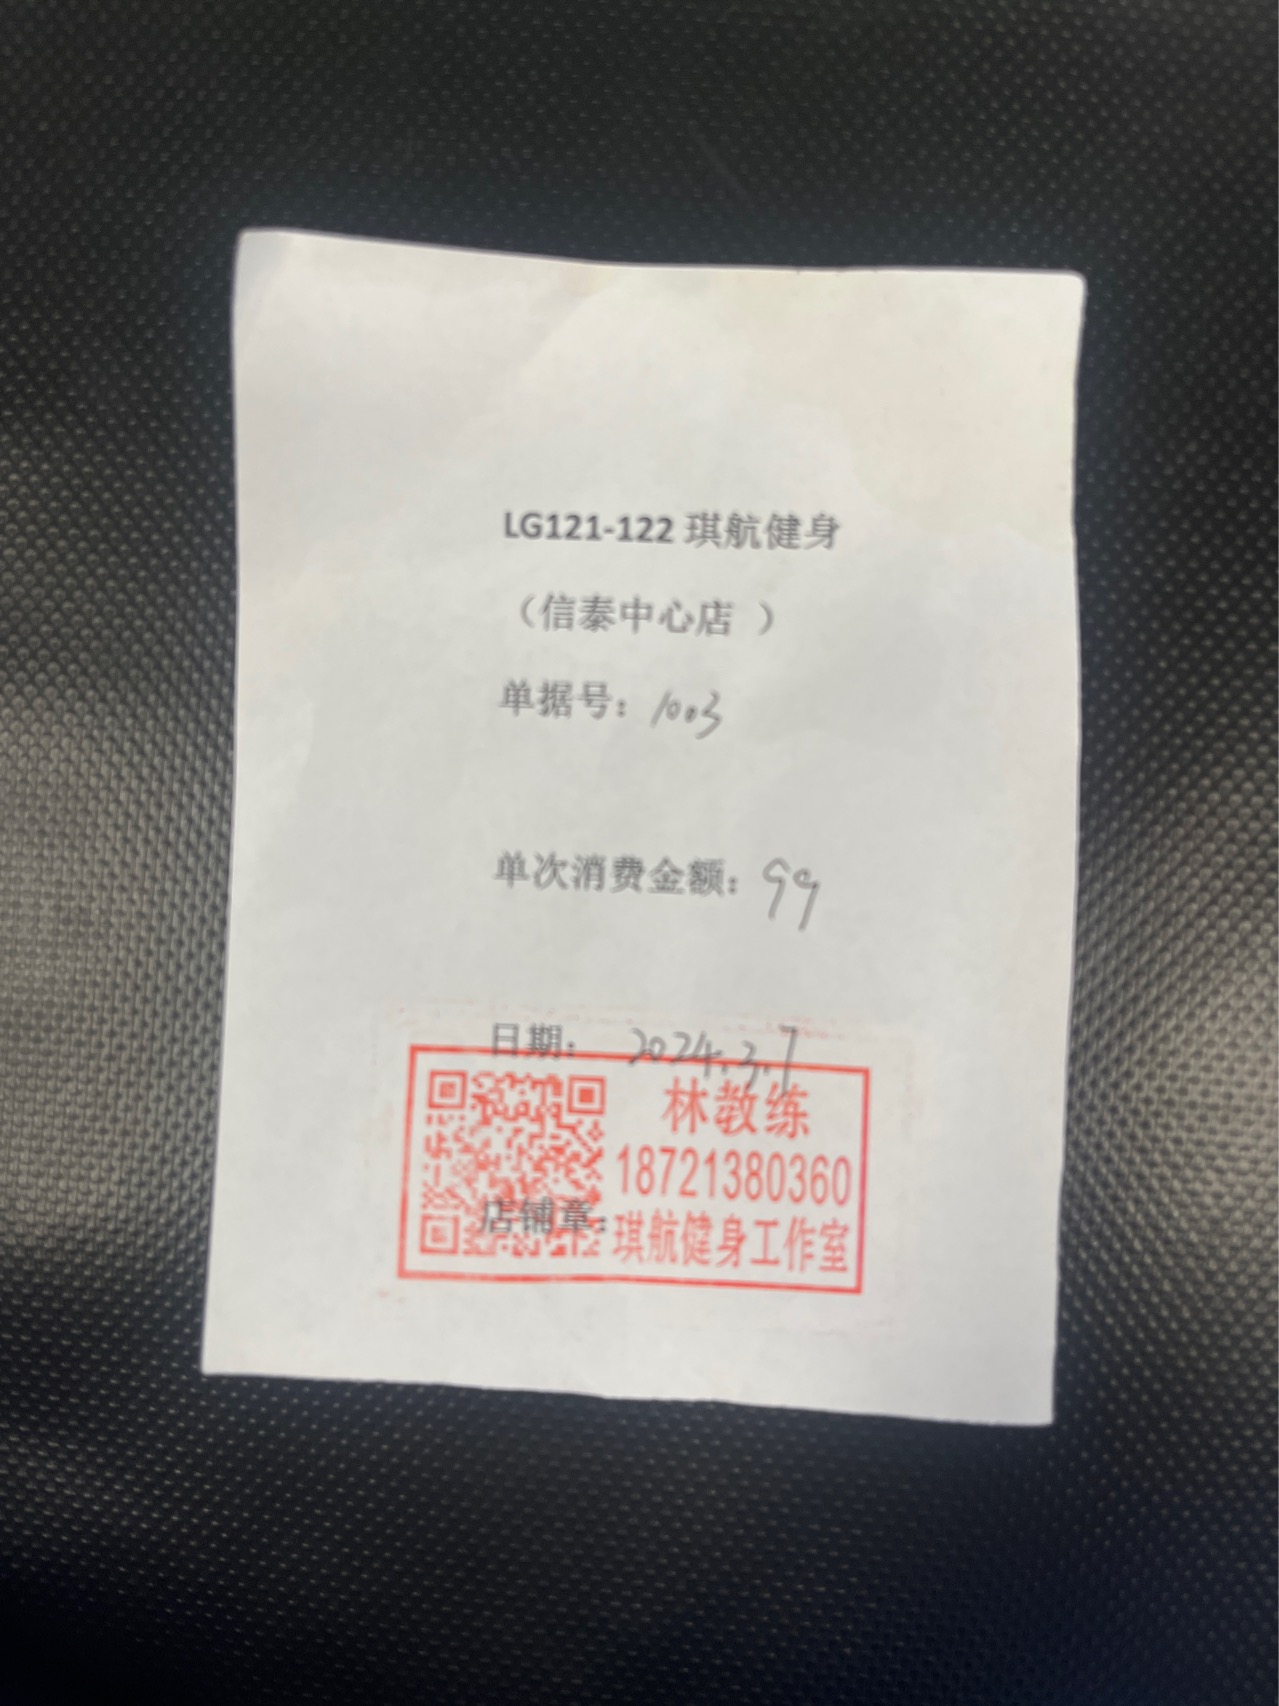 LG121-122 琪航健身
（信泰中心店 ）
单据号：1003
单次消费金额：99
日期： 2024.3.7
林教练
18721380360
店铺章：
琪航健身工作室